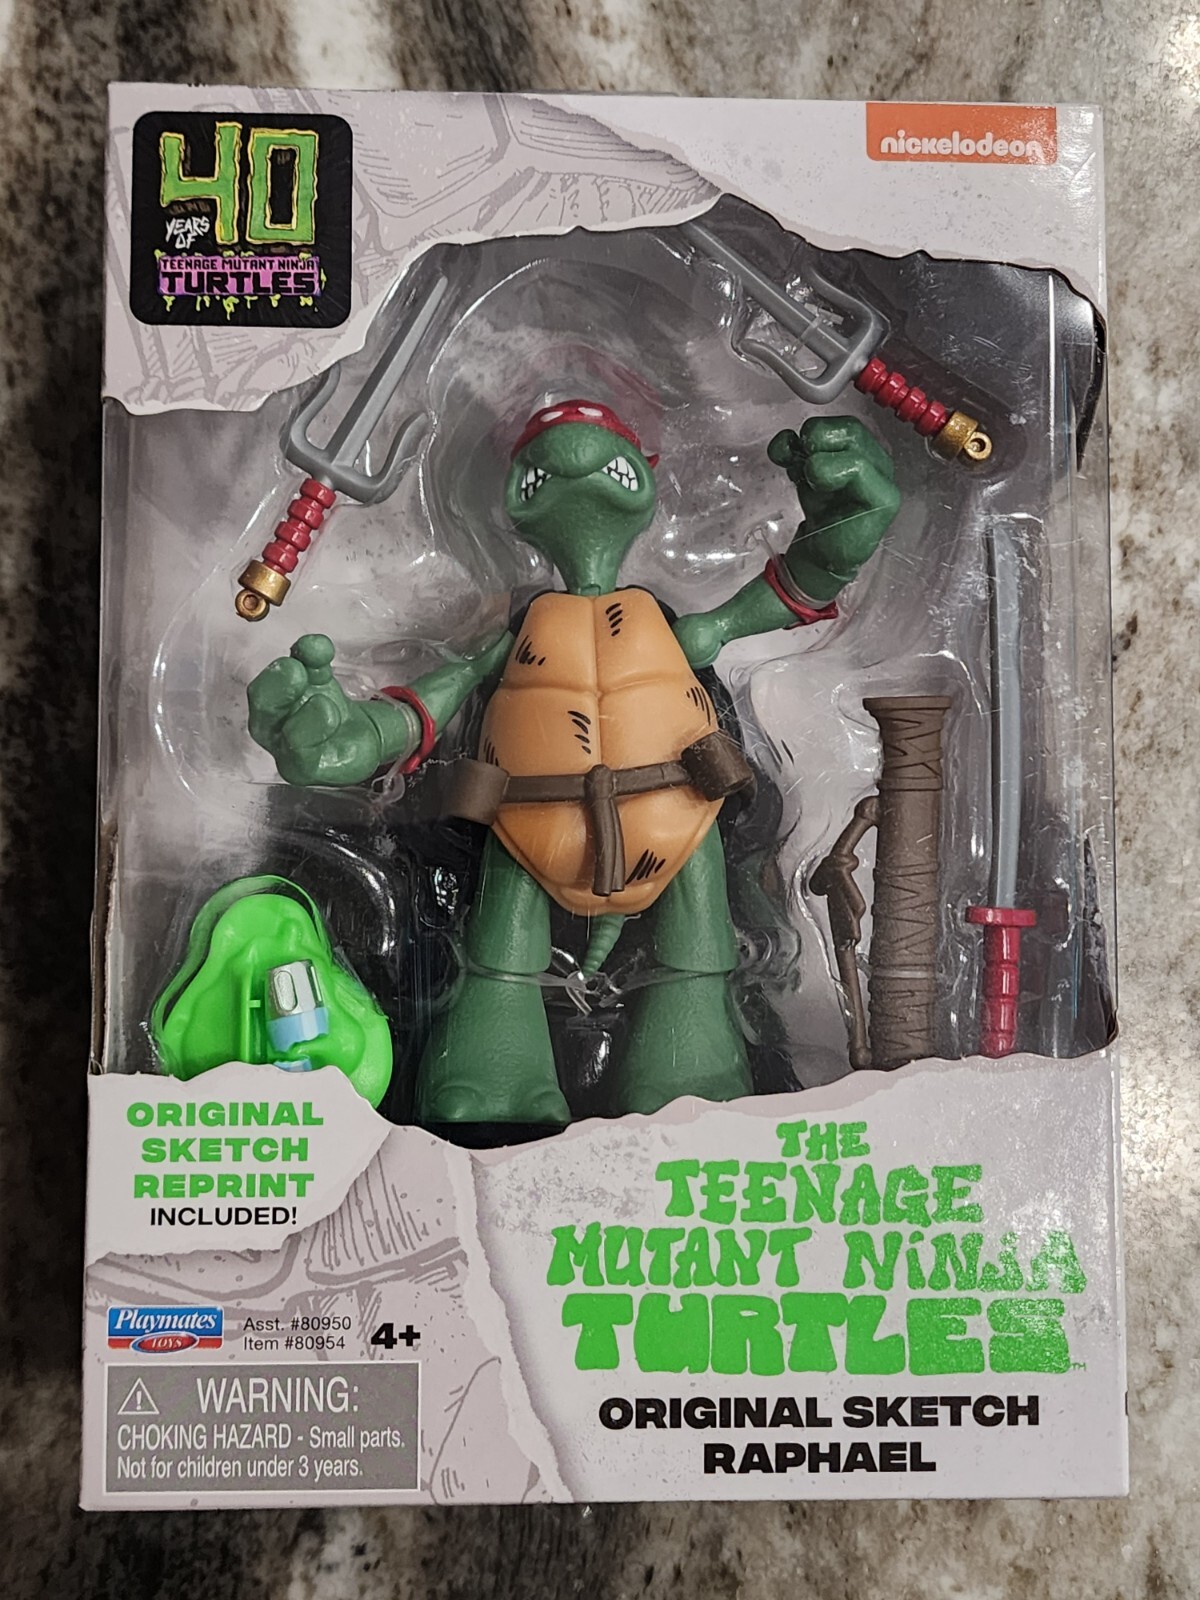 40
YEARS
OF
TEENAGE MUTANT NINJA
TURTLES
nickelodeon
ORIGINAL
SKETCH
REPRINT
INCLUDED!
Playmates
TOYS
Asst. #80950
Item #80954
4+
WARNING:
CHOKING HAZARD - Small parts.
Not for children under 3 years.
THE
TEENAGE
MUTANT NINJA
TURTLES
TM
ORIGINAL SKETCH
RAPHAEL